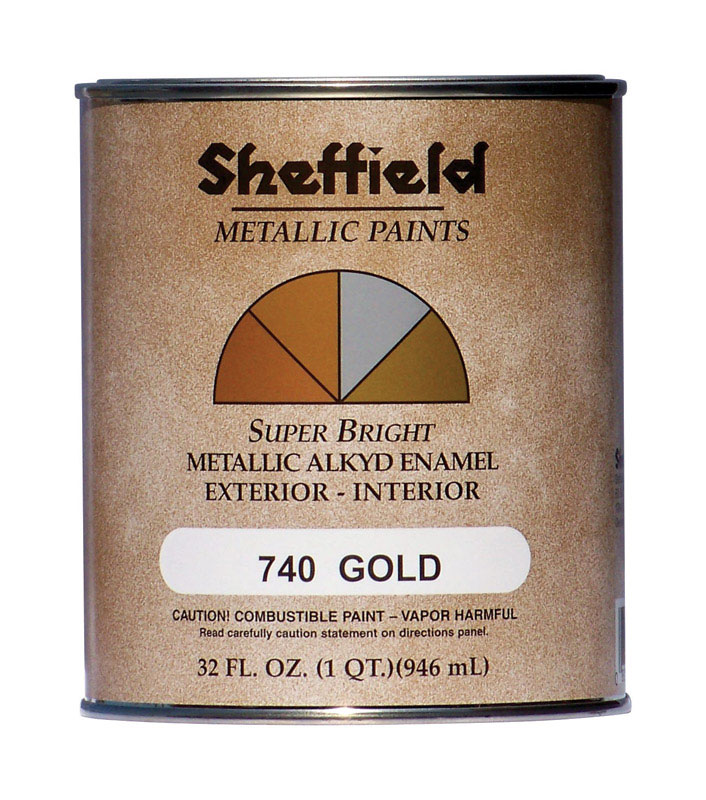 Sheffield
METALLIC PAINTS
SUPER BRIGHT
METALLIC ALKYD ENAMEL
EXTERIOR - INTERIOR
740 GOLD
CAUTION! COMBUSTIBLE PAINT – VAPOR HARMFUL
Read carefully caution statement on directions panel.
32 FL. OZ. (1 QT.)(946 mL)